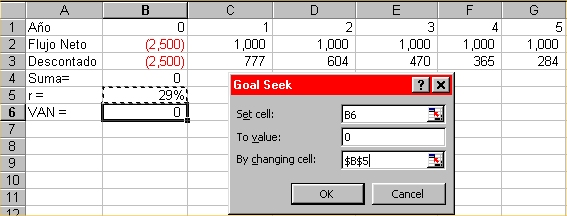 A B C D E F G
1 Año 0 1 2 3 4 5
2 Flujo Neto (2,500) 1,000 1,000 1,000 1,000 1,000
3 Descontado (2,500) 777 604 470 365 284
4 Suma= 0
5 r = 29%
6 VAN = 0
7
8
9
10
11
12
Goal Seek ? ×
Set cell: B6
To value: 0
By changing cell: $B$5
OK Cancel